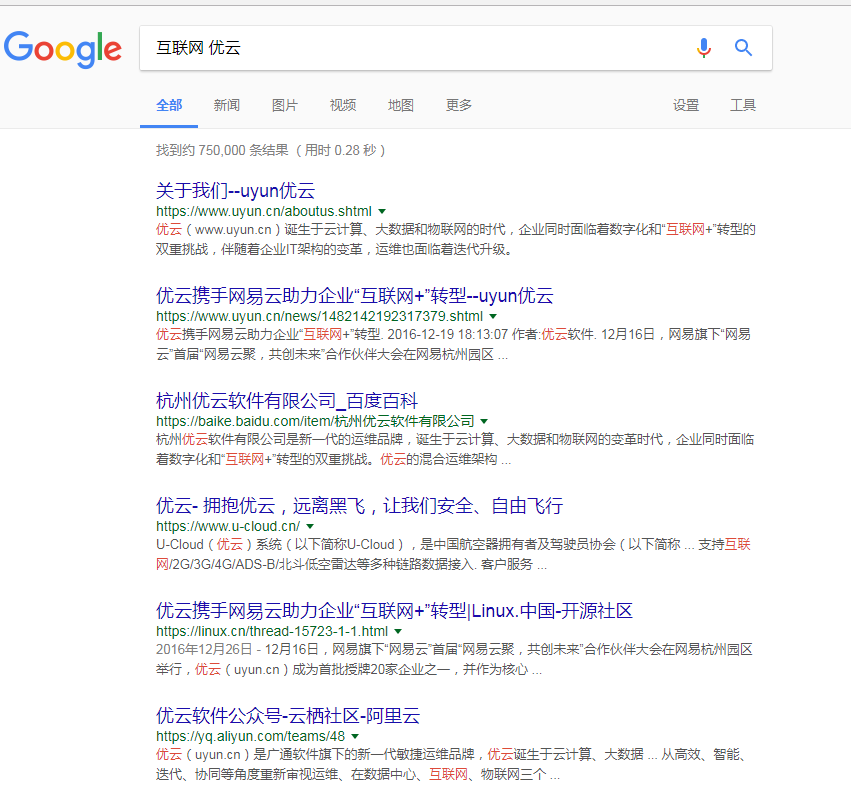 Google
互联网 优云
全部 新闻 图片 视频 地图 更多 设置 工具
找到约 750,000 条结果 （用时 0.28 秒）
关于我们--uyun优云
https://www.uyun.cn/aboutus.shtml
优云（www.uyun.cn）诞生于云计算、大数据和物联网的时代，企业同时面临着数字化和“互联网+”转型的
双重挑战，伴随着企业IT架构的变革，运维也面临着迭代升级。
优云携手网易云助力企业“互联网+”转型--uyun优云
https://www.uyun.cn/news/1482142192317379.shtml
优云携手网易云助力企业“互联网+”转型. 2016-12-19 18:13:07 作者:优云软件. 12月16日，网易旗下“网易
云”首届“网易云聚，共创未来”合作伙伴大会在网易杭州园区 ...
杭州优云软件有限公司_百度百科
https://baike.baidu.com/item/杭州优云软件有限公司
杭州优云软件有限公司是新一代的运维品牌，诞生于云计算、大数据和物联网的变革时代，企业同时面临
着数字化和“互联网+”转型的双重挑战。优云的混合运维架构 ...
优云- 拥抱优云，远离黑飞，让我们安全、自由飞行
https://www.u-cloud.cn/
U-Cloud（优云）系统（以下简称U-Cloud），是中国航空器拥有者及驾驶员协会（以下简称 ... 支持互联
网/2G/3G/4G/ADS-B/北斗低空雷达等多种链路数据接入. 客户服务 ...
优云携手网易云助力企业“互联网+”转型|Linux.中国-开源社区
https://linux.cn/thread-15723-1-1.html
2016年12月26日 - 12月16日，网易旗下“网易云”首届“网易云聚，共创未来”合作伙伴大会在网易杭州园区
举行，优云（uyun.cn）成为首批授牌20家企业之一，并作为核心 ...
优云软件公众号-云栖社区-阿里云
https://yq.aliyun.com/teams/48
优云（uyun.cn）是广通软件旗下的新一代敏捷运维品牌，优云诞生于云计算、大数据 ... 从高效、智能、
迭代、协同等角度重新审视运维、在数据中心、互联网、物联网三个 ...